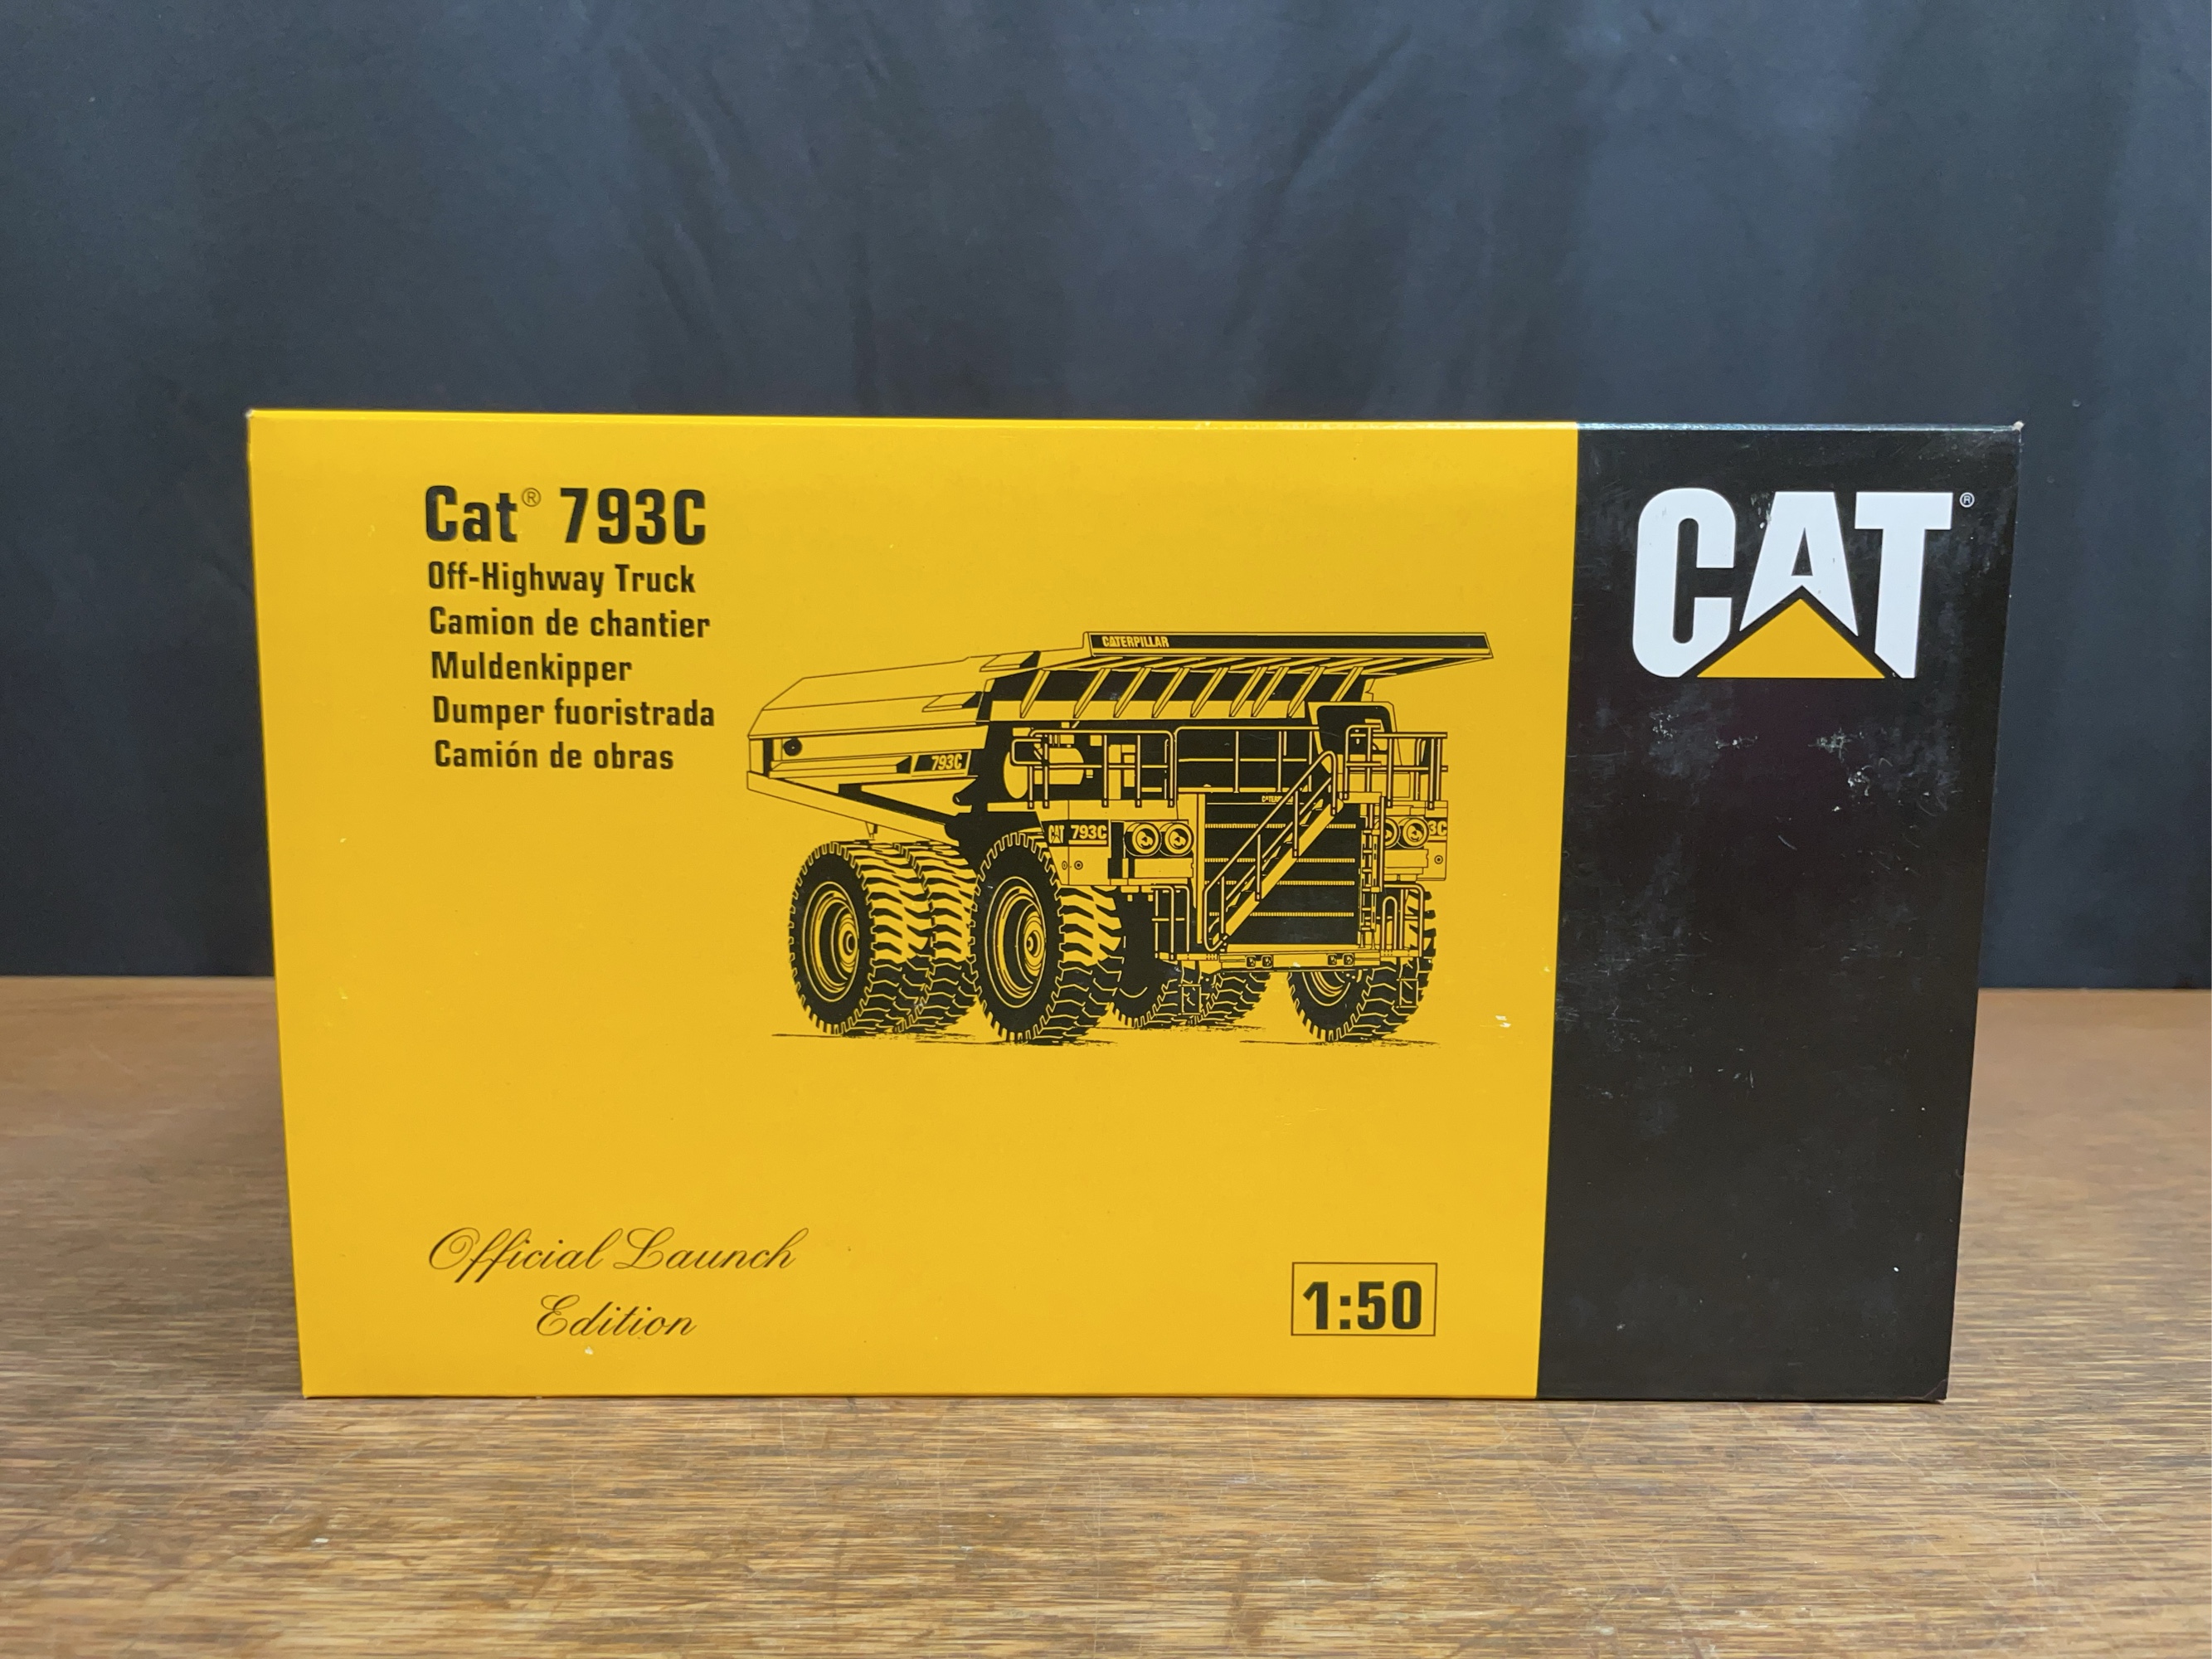 Cat® 793C
Off-Highway Truck
Camion de chantier
Muldenkipper
Dumper fuoristrada
Camión de obras
CAT®
CATERPILLAR
793C
CAT 793C
3C
Official Launch
Edition
1:50